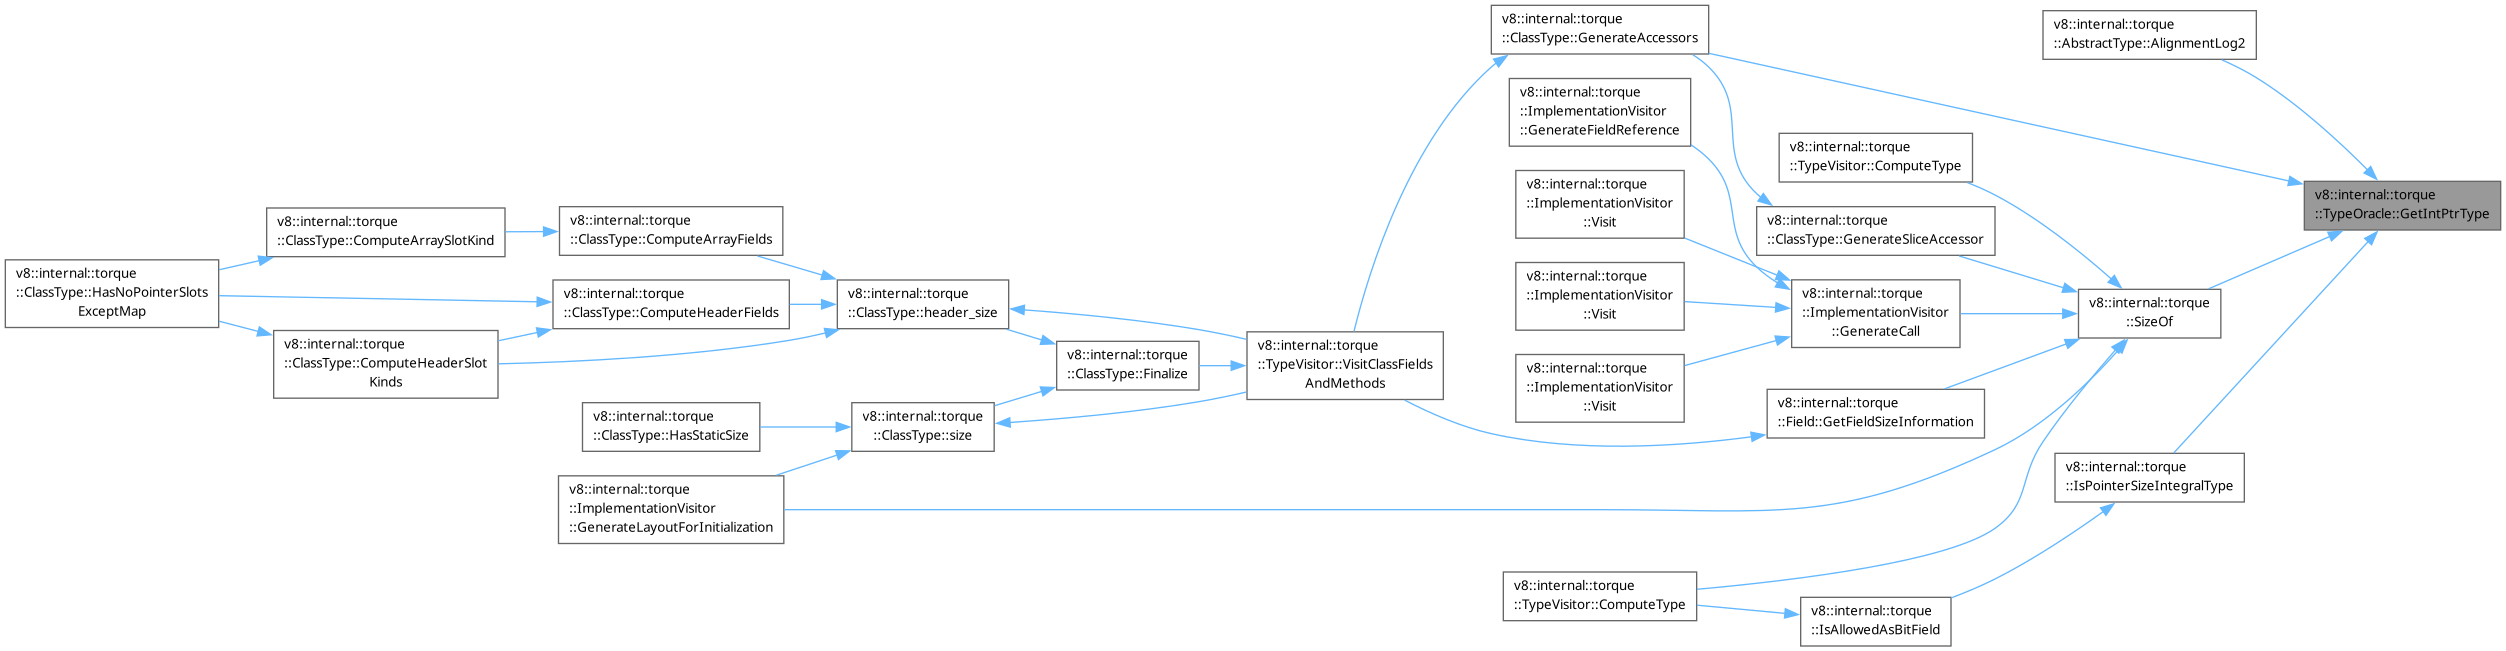 v8::internal::torque
::ClassType::GenerateAccessors
v8::internal::torque
::AbstractType::AlignmentLog2
v8::internal::torque
::ImplementationVisitor
::GenerateFieldReference
v8::internal::torque
::TypeVisitor::ComputeType
v8::internal::torque
::ImplementationVisitor
::Visit
v8::internal::torque
::TypeOracle::GetIntPtrType
v8::internal::torque
::ClassType::ComputeArraySlotKind
v8::internal::torque
::ClassType::ComputeArrayFields
v8::internal::torque
::ClassType::GenerateSliceAccessor
v8::internal::torque
::ClassType::HasNoPointerSlots
ExceptMap
v8::internal::torque
::ClassType::ComputeHeaderFields
v8::internal::torque
::ClassType::header_size
v8::internal::torque
::ImplementationVisitor
::Visit
v8::internal::torque
::ImplementationVisitor
::GenerateCall
v8::internal::torque
::SizeOf
v8::internal::torque
::ClassType::ComputeHeaderSlot
Kinds
v8::internal::torque
::ClassType::Finalize
v8::internal::torque
::TypeVisitor::VisitClassFields
AndMethods
v8::internal::torque
::ImplementationVisitor
::Visit
v8::internal::torque
::Field::GetFieldSizeInformation
v8::internal::torque
::ClassType::HasStaticSize
v8::internal::torque
::ClassType::size
v8::internal::torque
::IsPointerSizeIntegralType
v8::internal::torque
::ImplementationVisitor
::GenerateLayoutForInitialization
v8::internal::torque
::TypeVisitor::ComputeType
v8::internal::torque
::IsAllowedAsBitField